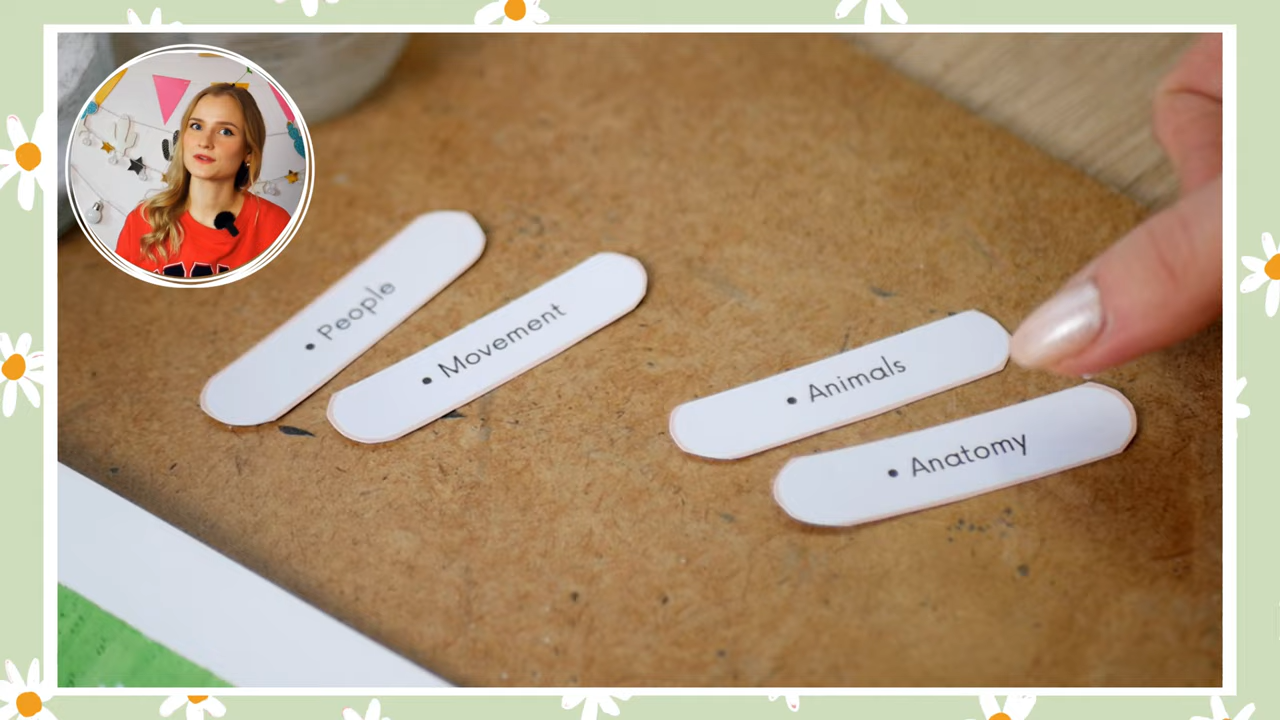 • People
• Movement
• Animals
• Anatomy